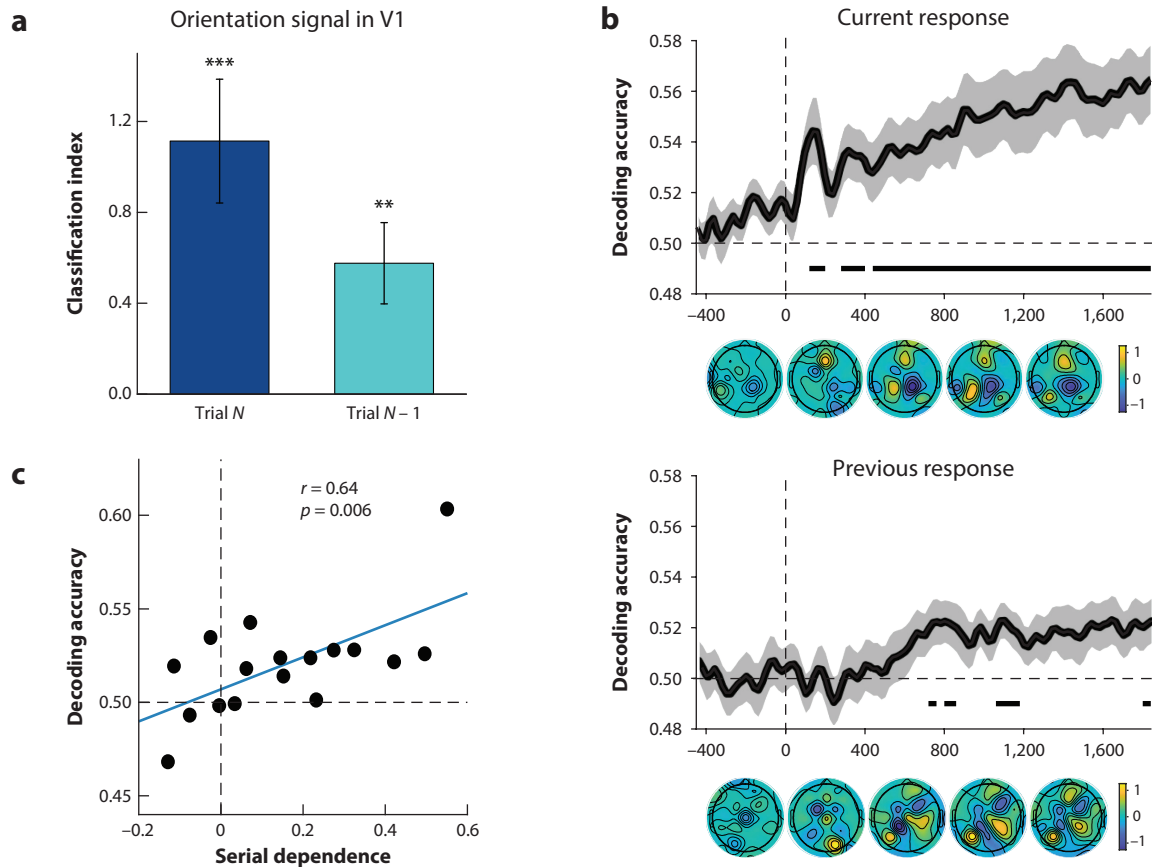 a
Orientation signal in V1
Classification index
1.2
0.8
0.4
0.0
***
**
Trial N
Trial N – 1
b
Current response
Decoding accuracy
0.58
0.56
0.54
0.52
0.50
0.48
–400 0 400 800 1,200 1,600
1
0
–1
Previous response
Decoding accuracy
0.58
0.56
0.54
0.52
0.50
0.48
–400 0 400 800 1,200 1,600
1
0
–1
c
r = 0.64
p = 0.006
Decoding accuracy
0.60
0.55
0.50
0.45
–0.2 0 0.2 0.4 0.6
Serial dependence